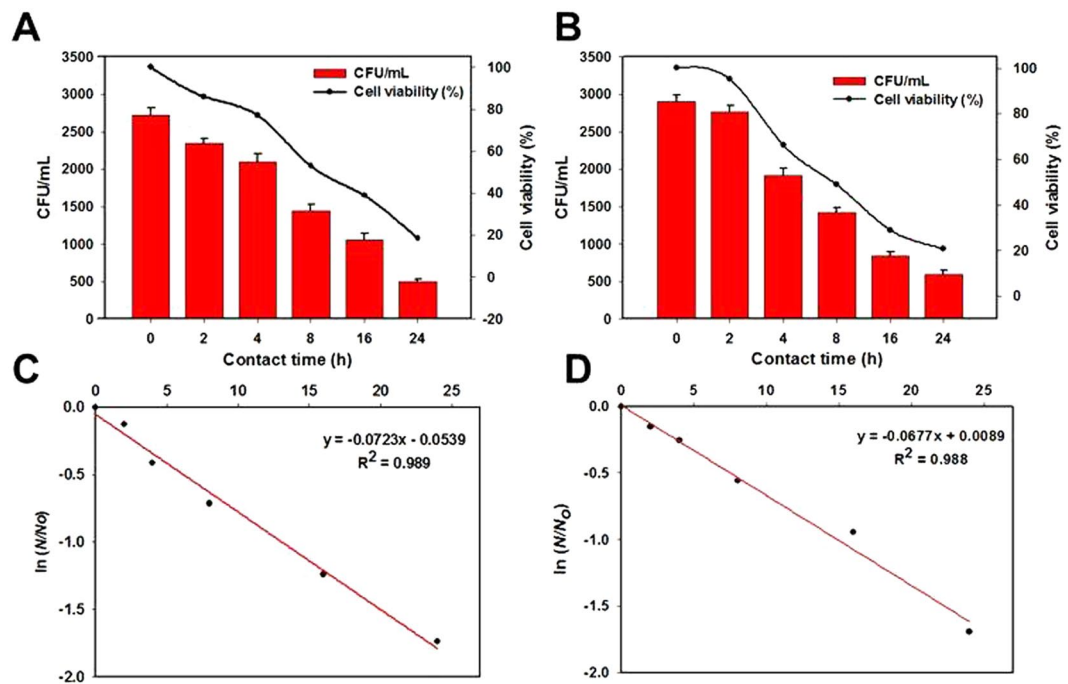 A
CFU/mL
Cell viability (%)
3500
3000
2500
2000
1500
1000
500
0
CFU/mL
100
80
60
40
20
0
-20
Cell viability (%)
0 2 4 8 16 24
Contact time (h)
B
CFU/mL
Cell viability (%)
3500
3000
2500
2000
1500
1000
500
0
CFU/mL
100
80
60
40
20
0
Cell viability (%)
0 2 4 8 16 24
Contact time (h)
C
0 5 10 15 20 25
0.0
-0.5
-1.0
-1.5
-2.0
ln (N/No)
y = -0.0723x - 0.0539
R2 = 0.989
D
0 5 10 15 20 25
0.0
-0.5
-1.0
-1.5
-2.0
ln (N/NO)
y = -0.0677x + 0.0089
R2 = 0.988